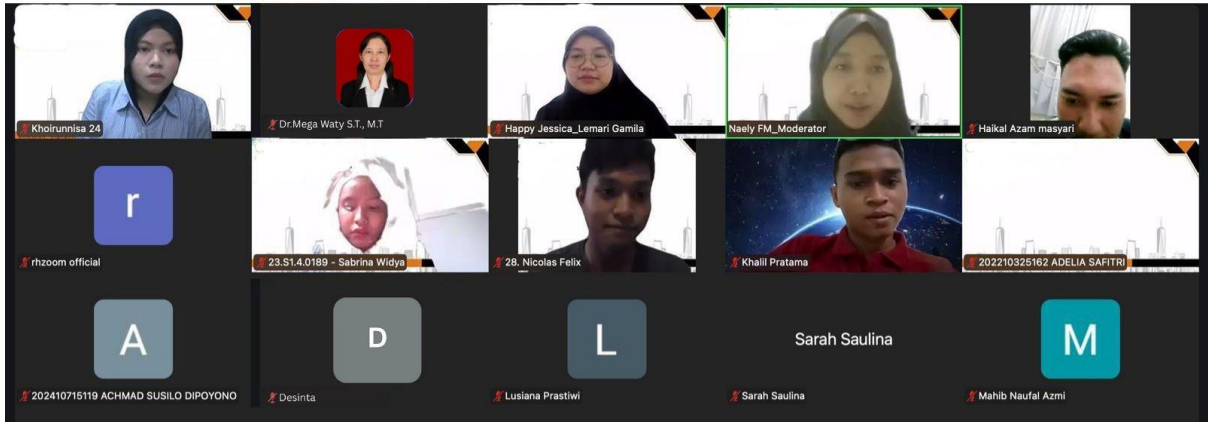 Khoirunnisa 24
Dr.Mega Waty S.T., M.T
Happy Jessica_Lemari Gamila
Naely FM_Moderator
Haikal Azam masyari
r
rhzoom official
23.S1.4.0189 - Sabrina Widya
28. Nicolas Felix
Khalil Pratama
202210325162 ADELIA SAFITRI
A
202410715119 ACHMAD SUSILO DIPOYONO
D
Desinta
L
Lusiana Prastiwi
Sarah Saulina
Sarah Saulina
M
Mahib Naufal Azmi